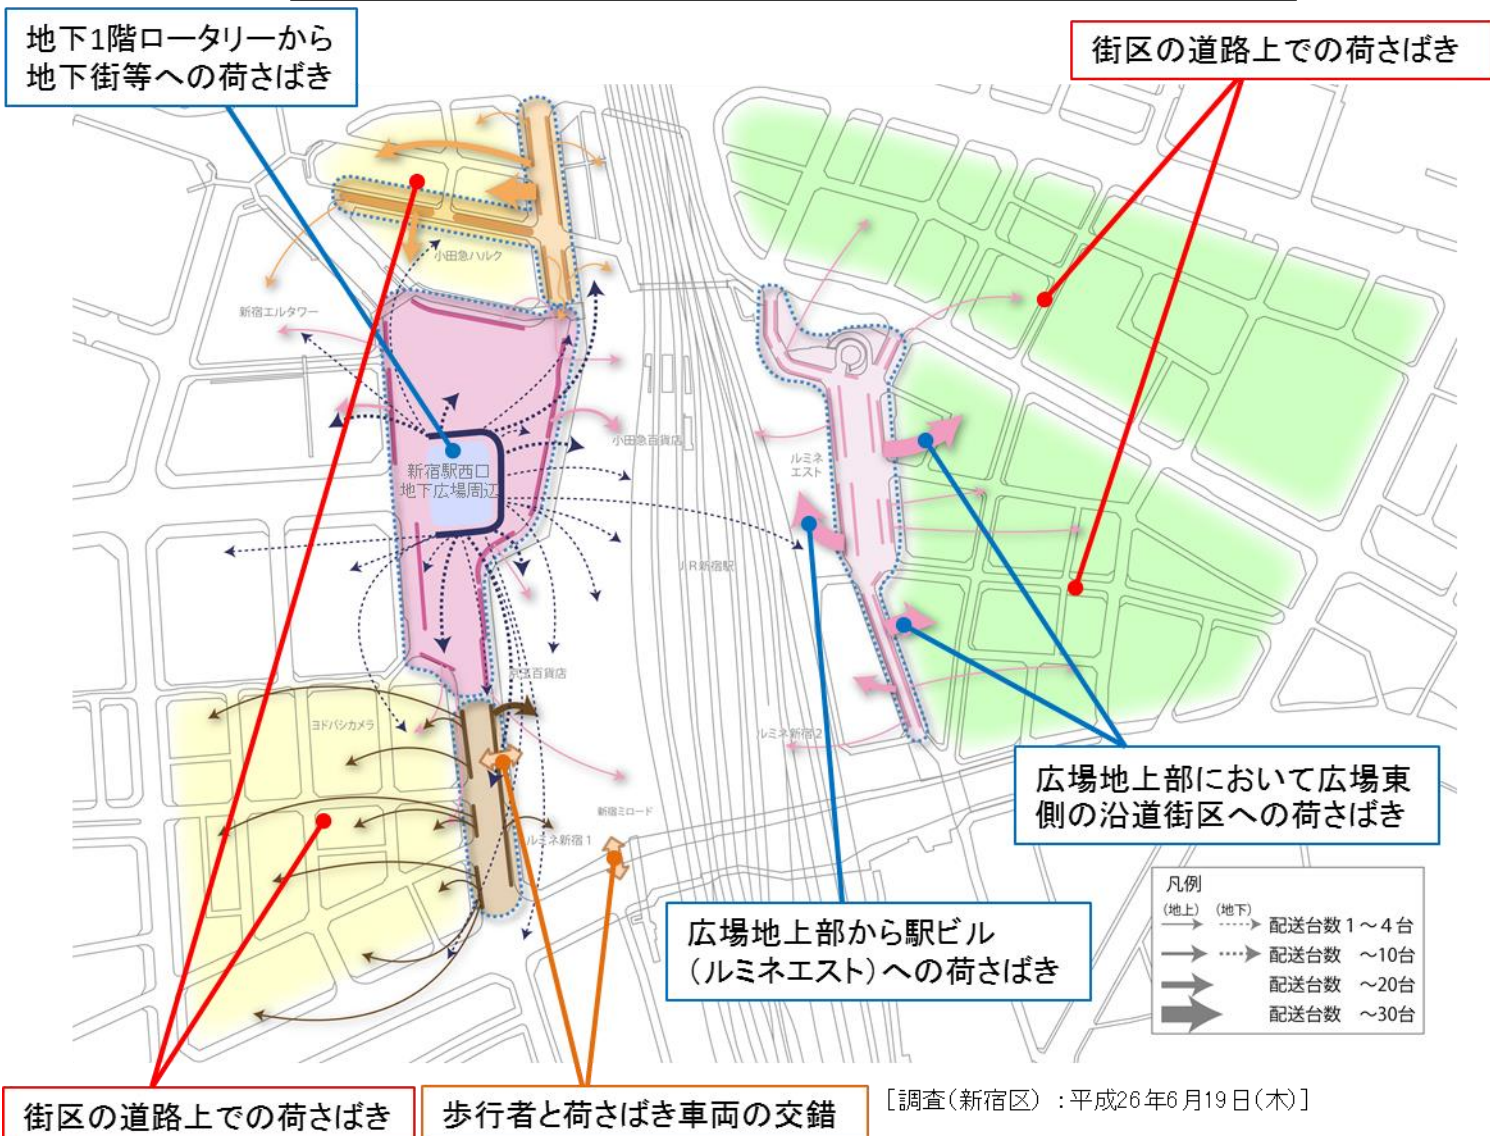 地下1階ロータリーから
地下街等への荷さばき
街区の道路上での荷さばき
小田急ハルク
新宿エルタワー
小田急百貨店
新宿駅西口
地下広場周辺
ルミネ
エスト
JR新宿駅
京王百貨店
ヨドバシカメラ
ルミネ新宿2
新宿ミロード
ルミネ新宿1
広場地上部において広場東
側の沿道街区への荷さばき
広場地上部から駅ビル
(ルミネエスト)への荷さばき
凡例
(地上) (地下)
配送台数1～4台
配送台数 ～10台
配送台数 ～20台
配送台数 ～30台
街区の道路上での荷さばき
歩行者と荷さばき車両の交錯
[調査(新宿区):平成26年6月19日(木)]